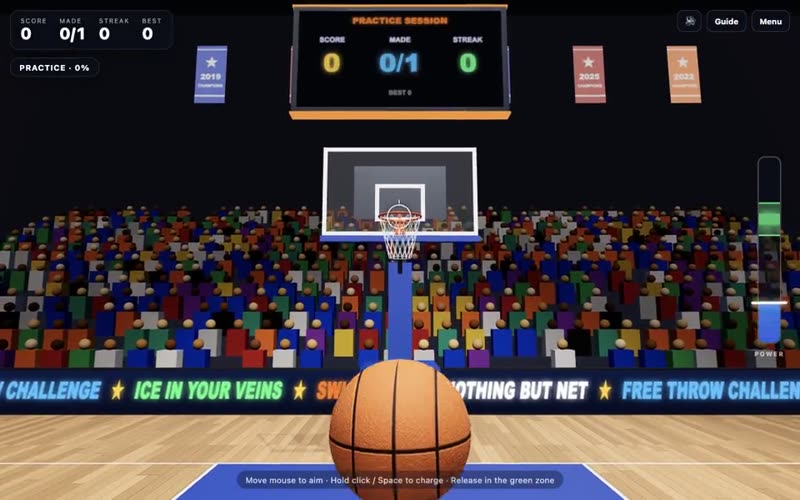 SCORE MADE STREAK BEST
0 0/1 0 0
PRACTICE · 0%
PRACTICE SESSION
SCORE MADE STREAK
0 0/1 0
BEST 0
Guide
Menu
2019
CHAMPIONS
2025
CHAMPIONS
2022
CHAMPIONS
POWER
CHALLENGE ★ ICE IN YOUR VEINS ★ NOTHING BUT NET ★ FREE THROW
Move mouse to aim · Hold click / Space to charge · Release in the green zone